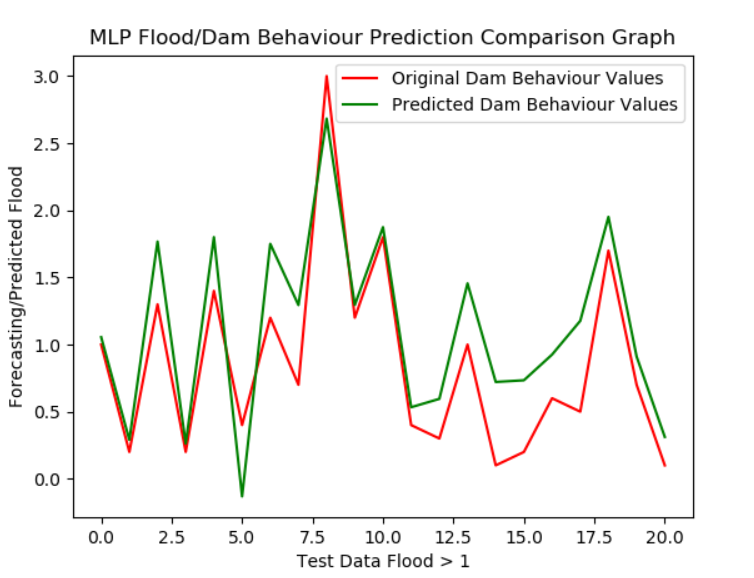 MLP Flood/Dam Behaviour Prediction Comparison Graph
Original Dam Behaviour Values
Predicted Dam Behaviour Values
Forecasting/Predicted Flood
3.0
2.5
2.0
1.5
1.0
0.5
0.0
0.0 2.5 5.0 7.5 10.0 12.5 15.0 17.5 20.0
Test Data Flood > 1